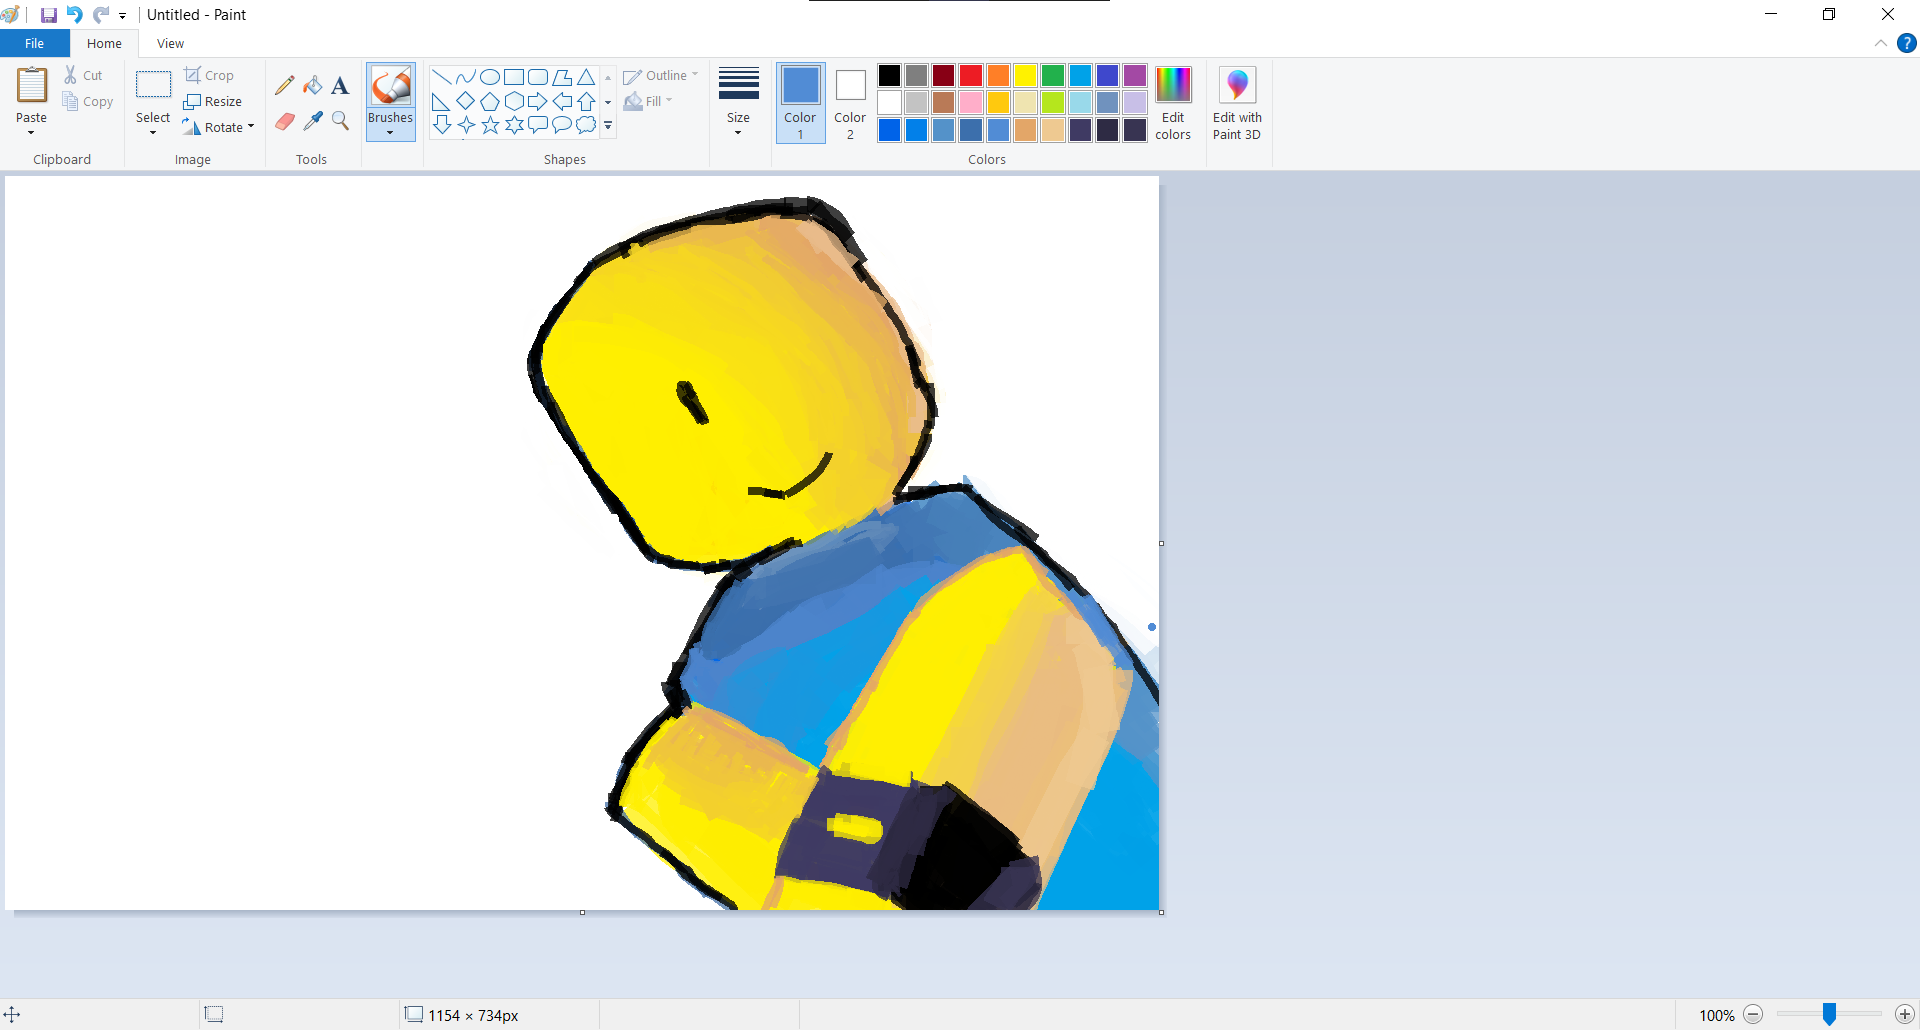 Untitled - Paint
File Home View
Paste Cut Copy Clipboard
Select Crop Resize Rotate Image
Tools
A
Brushes
Outline Fill Shapes
Size
Color 1
Color 2
Edit colors
Colors
Edit with Paint 3D
?
1154 × 734px
100%